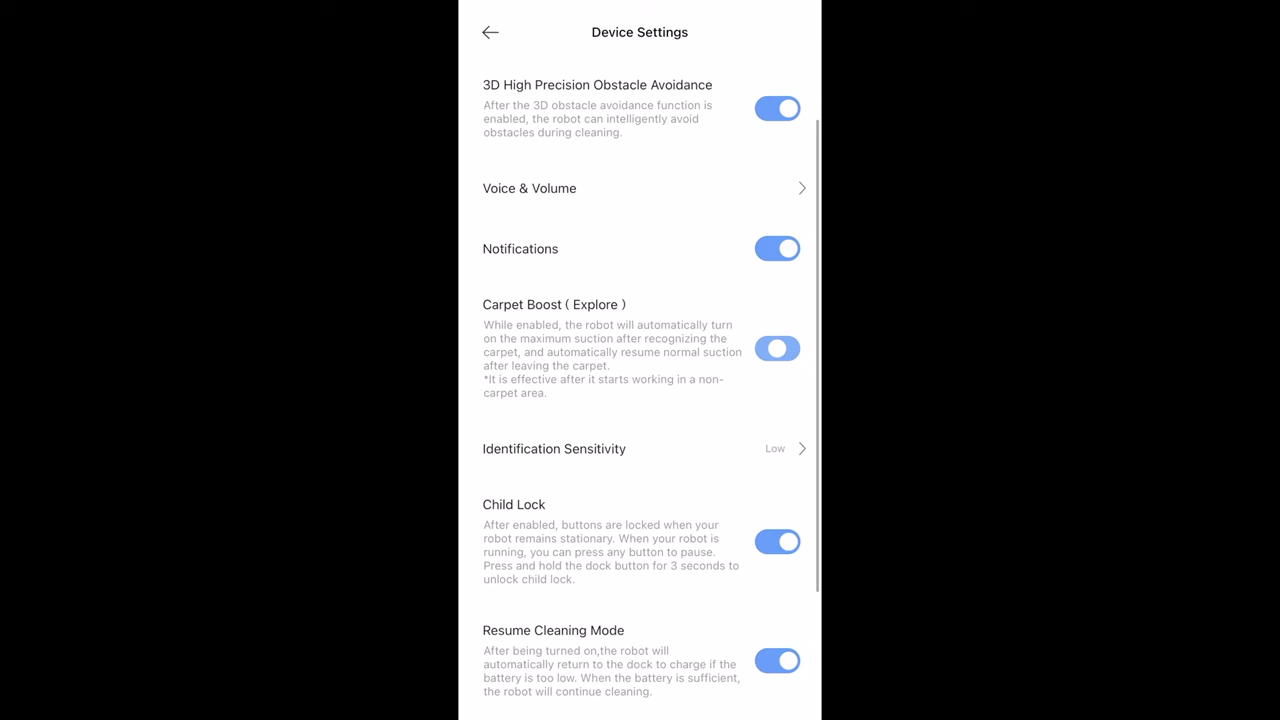 Device Settings
3D High Precision Obstacle Avoidance
After the 3D obstacle avoidance function is
enabled, the robot can intelligently avoid
obstacles during cleaning.
Voice & Volume
Notifications
Carpet Boost ( Explore )
While enabled, the robot will automatically turn
on the maximum suction after recognizing the
carpet, and automatically resume normal suction
after leaving the carpet.
*It is effective after it starts working in a non-
carpet area.
Identification Sensitivity
Low
Child Lock
After enabled, buttons are locked when your
robot remains stationary. When your robot is
running, you can press any button to pause.
Press and hold the dock button for 3 seconds to
unlock child lock.
Resume Cleaning Mode
After being turned on,the robot will
automatically return to the dock to charge if the
battery is too low. When the battery is sufficient,
the robot will continue cleaning.